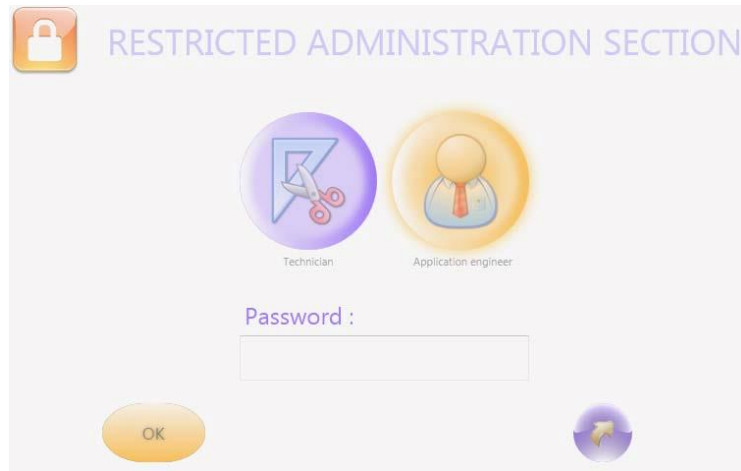 RESTRICTED ADMINISTRATION SECTION
Technician
Application engineer
Password :
OK